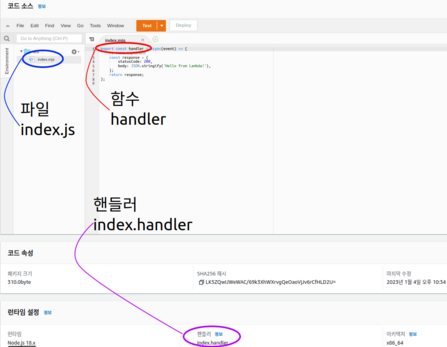 코드 소스 정보
File Edit Find View Go Tools Window Test Deploy
Go to Anything (Ctrl-P)
index.mjs
Environment
index.mjs
export const handler = async(event) => {
const response = {
statusCode: 200,
body: JSON.stringify('Hello from Lambda!'),
};
return response;
};
파일
index.js
함수
handler
핸들러
index.handler
코드 속성
패키지 크기
310.0byte
SHA256 해시
마지막 수정
2023년 1월 4일 오후 10:34
런타임 설정 정보
런타임
Node.js 18.x
핸들러 정보
index.handler
아키텍처 정보
x86_64